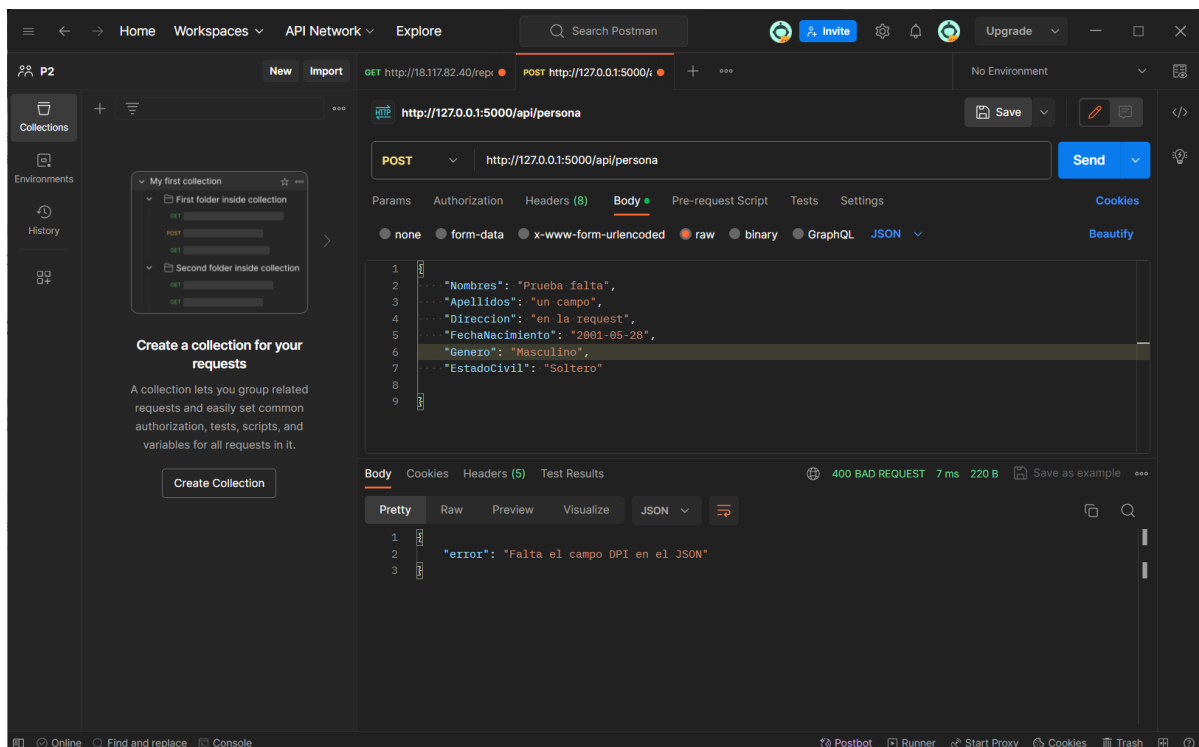 Home Workspaces API Network Explore Search Postman Invite Upgrade
P2 New Import GET http://18.117.82.40/repo POST http://127.0.0.1:5000/a No Environment
Collections
Environments
History
My first collection
First folder inside collection
GET
POST
GET
Second folder inside collection
GET
GET
Create a collection for your
requests
A collection lets you group related
requests and easily set common
authorization, tests, scripts, and
variables for all requests in it.
Create Collection
HTTP http://127.0.0.1:5000/api/persona Save
POST http://127.0.0.1:5000/api/persona Send
Params Authorization Headers (8) Body Pre-request Script Tests Settings Cookies
none form-data x-www-form-urlencoded raw binary GraphQL JSON Beautify
1 {
2 "Nombres": "Prueba falta",
3 "Apellidos": "un campo",
4 "Direccion": "en la request",
5 "FechaNacimiento": "2001-05-28",
6 "Genero": "Masculino",
7 "EstadoCivil": "Soltero"
8
9 }
Body Cookies Headers (5) Test Results 400 BAD REQUEST 7 ms 220 B Save as example
Pretty Raw Preview Visualize JSON
1 {
2 "error": "Falta el campo DPI en el JSON"
3 }
Online Find and replace Console Postbot Runner Start Proxy Cookies Trash